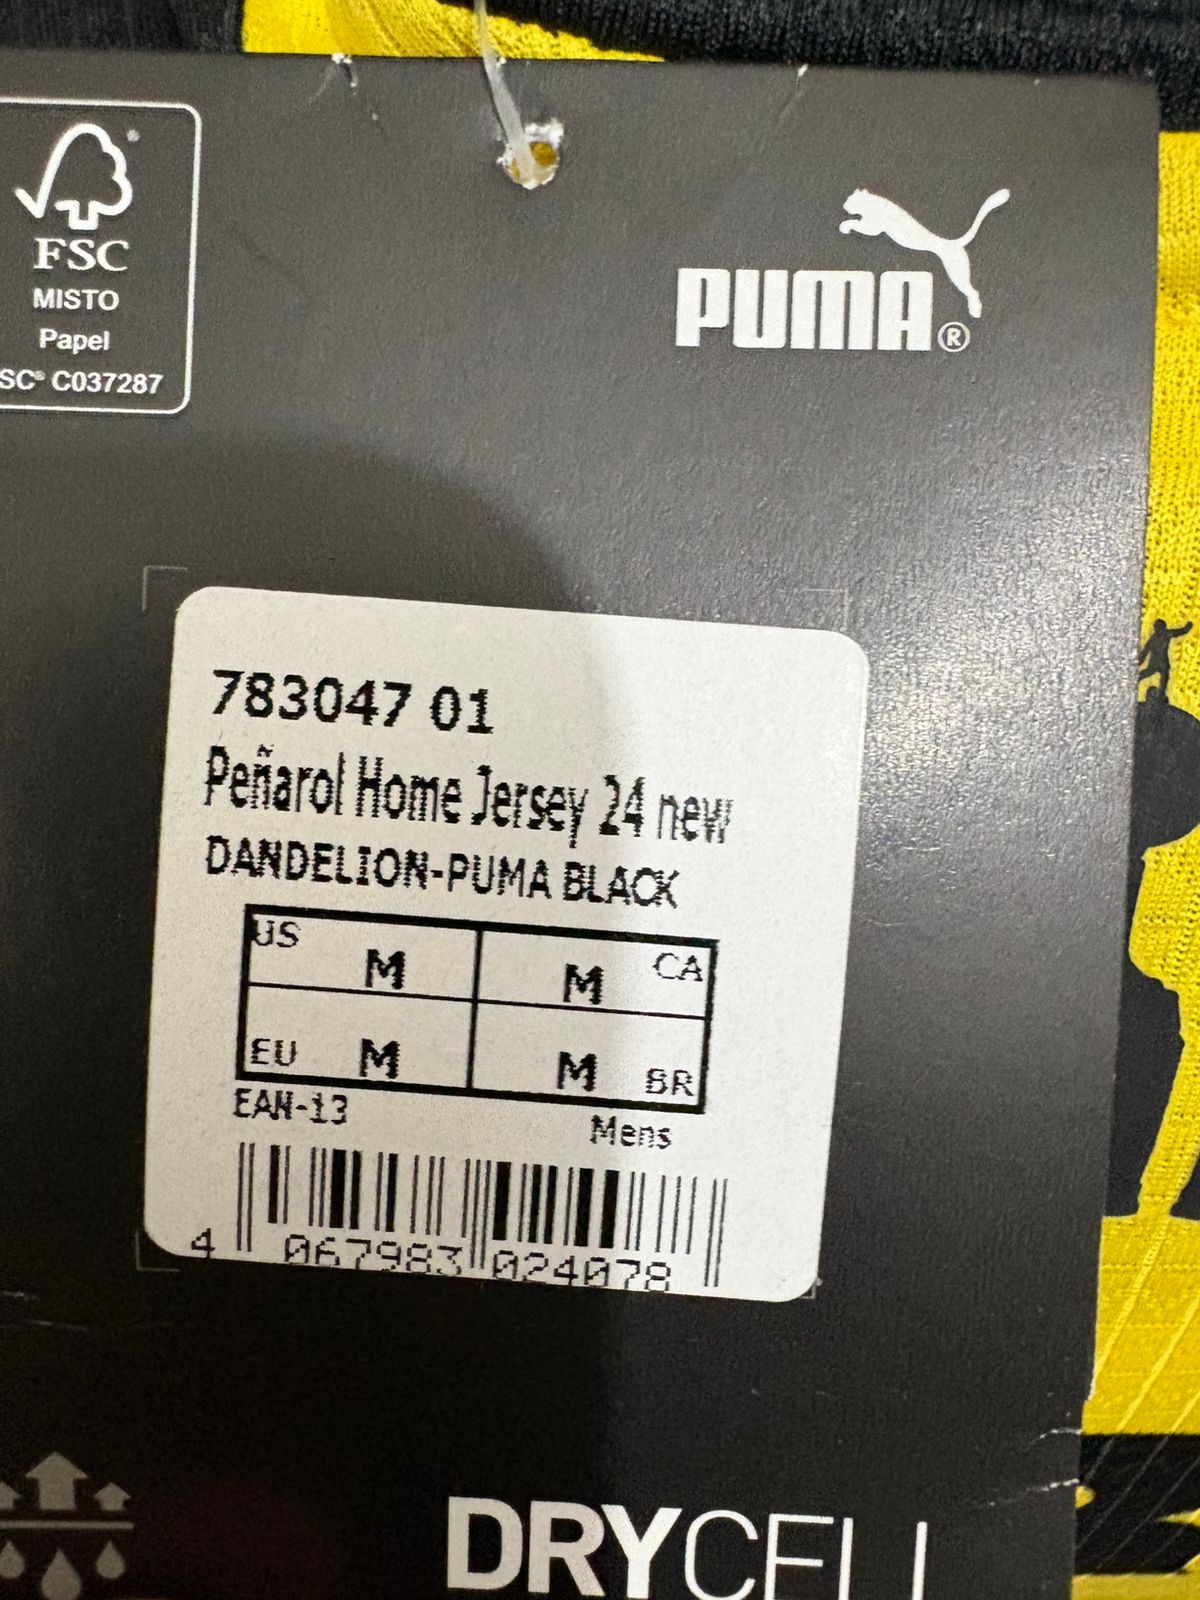 FSC
MISTO
Papel
SC® C037287
PUMA®
783047 01
Peñarol Home Jersey 24 new
DANDELION-PUMA BLACK
US M M CA
EU M M BR
EAN-13
Mens
4 067983 024078
DRYCELL